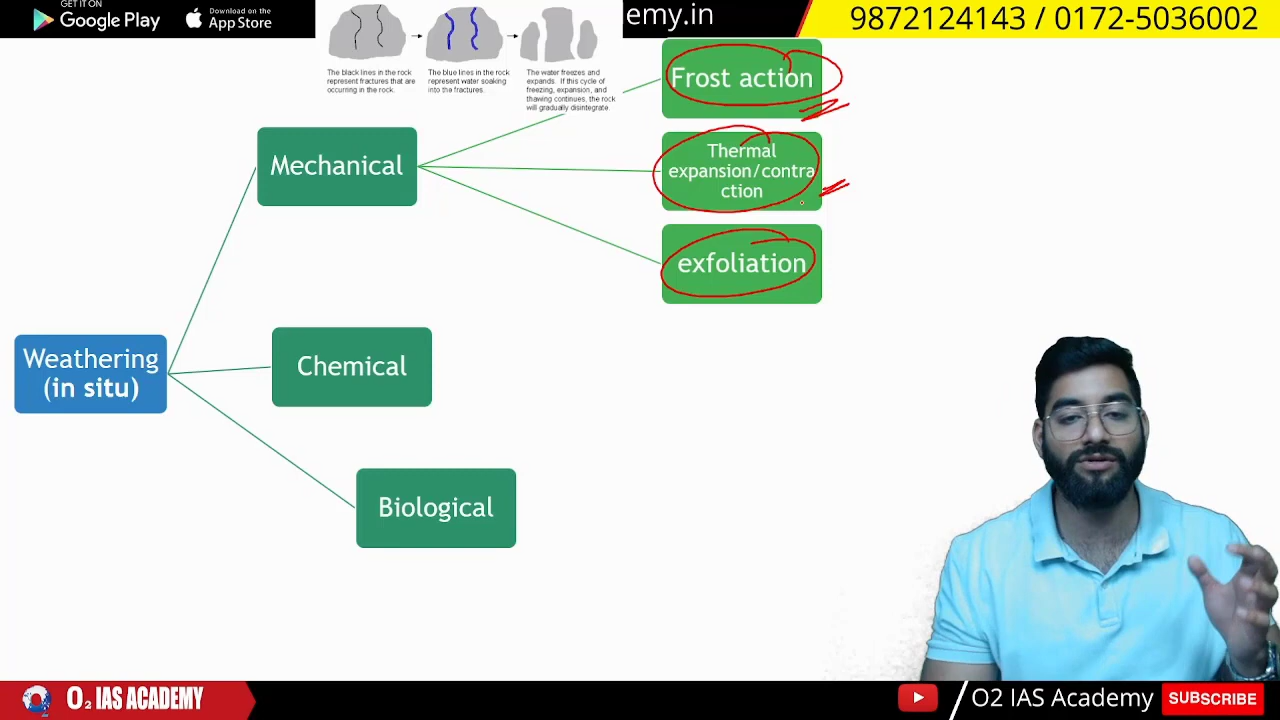 GET IT ON
Google Play
Download on the
App Store
emy.in
9872124143 / 0172-5036002
The black lines in the rock
represent fractures that are
occurring in the rock.
The blue lines in the rock
represent water soaking
into the fractures.
The water freezes and
expands. If this cycle of
freezing, expansion, and
thawing continues, the rock
will gradually disintegrate.
Frost action
Mechanical
Thermal
expansion/contra
ction
exfoliation
Weathering
(in situ)
Chemical
Biological
O2 IAS ACADEMY
O2 IAS Academy
SUBSCRIBE